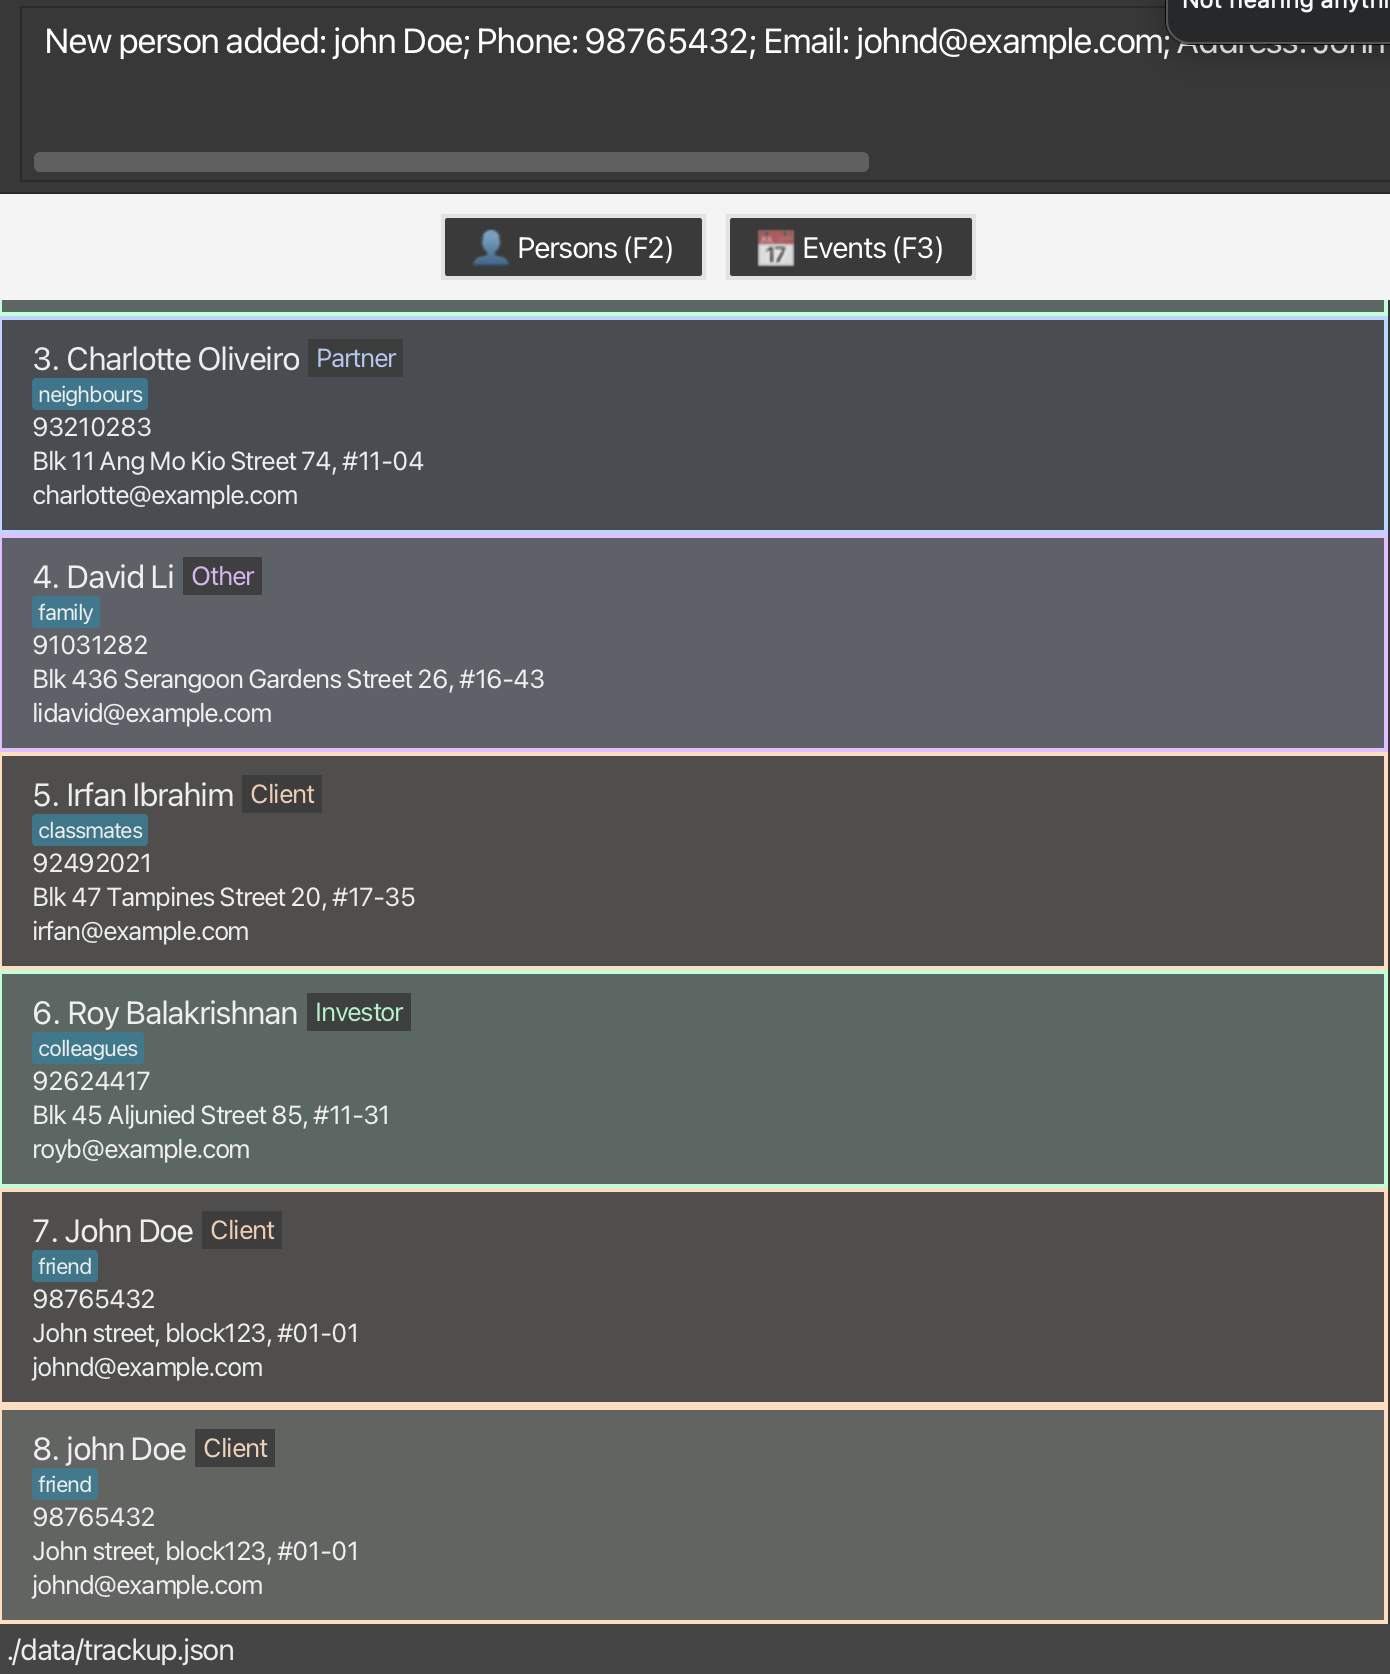 Not hearing
New person added: john Doe; Phone: 98765432; Email: johnd@example.com; Address: John
Persons (F2)
17 Events (F3)
3. Charlotte Oliveiro Partner
neighbours
93210283
Blk 11 Ang Mo Kio Street 74, #11-04
charlotte@example.com
4. David Li Other
family
91031282
Blk 436 Serangoon Gardens Street 26, #16-43
lidavid@example.com
5. Irfan Ibrahim Client
classmates
92492021
Blk 47 Tampines Street 20, #17-35
irfan@example.com
6. Roy Balakrishnan Investor
colleagues
92624417
Blk 45 Aljunied Street 85, #11-31
royb@example.com
7. John Doe Client
friend
98765432
John street, block123, #01-01
johnd@example.com
8. john Doe Client
friend
98765432
John street, block123, #01-01
johnd@example.com
./data/trackup.json